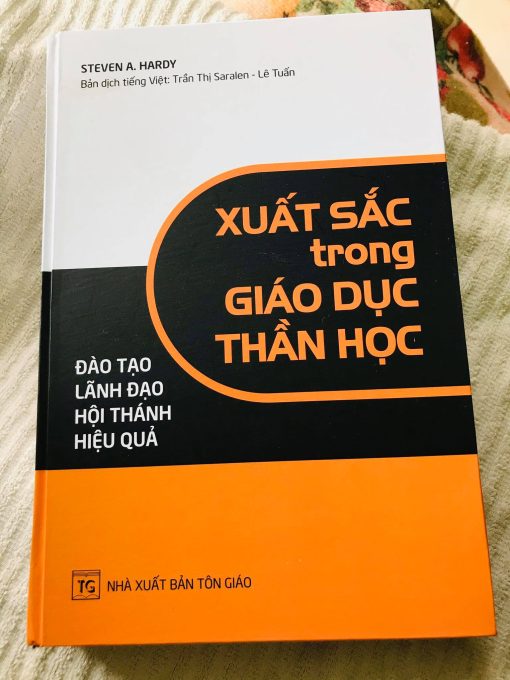 STEVEN A. HARDY
Bản dịch tiếng Việt: Trần Thị Saralen - Lê Tuấn
XUẤT SẮC
trong
GIÁO DỤC
THẦN HỌC
ĐÀO TẠO
LÃNH ĐẠO
HỘI THÁNH
HIỆU QUẢ
TG NHÀ XUẤT BẢN TÔN GIÁO